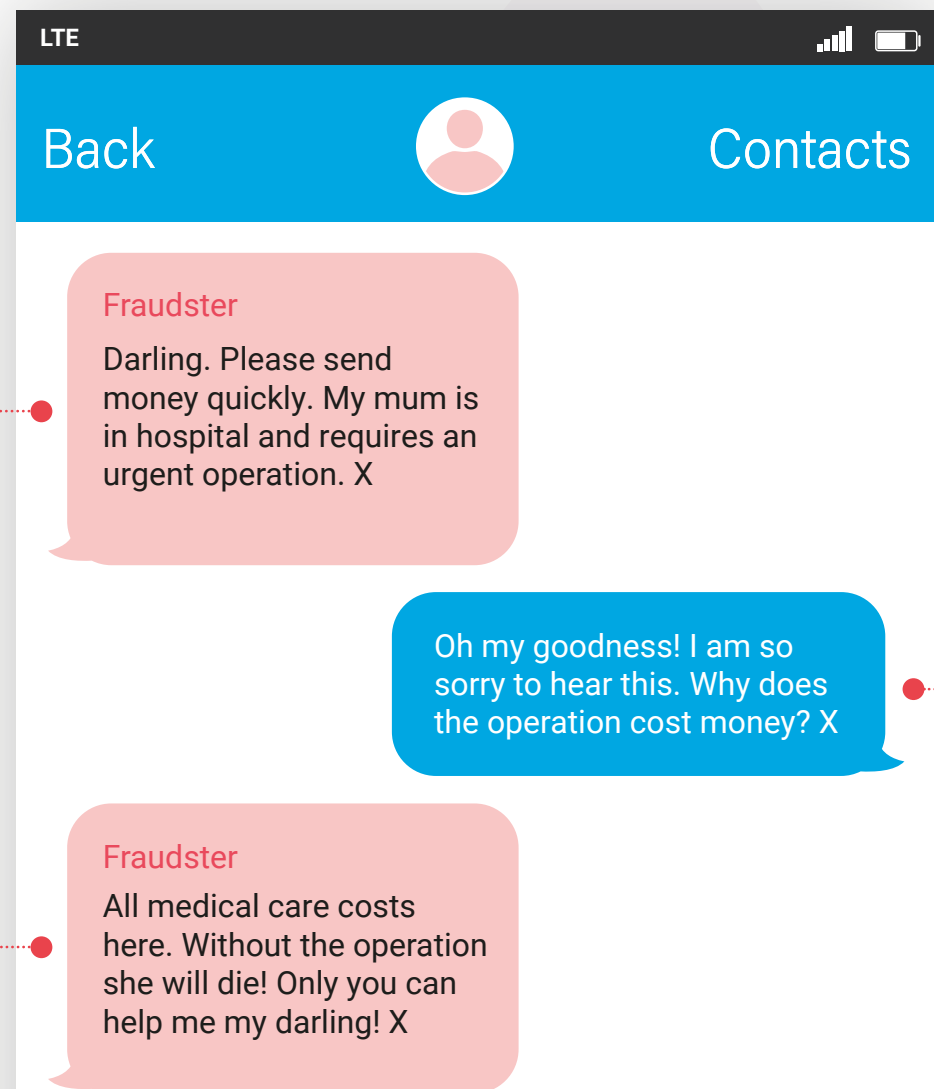 LTE
Back
Contacts
Fraudster
Darling. Please send
money quickly. My mum is
in hospital and requires an
urgent operation. X
Oh my goodness! I am so
sorry to hear this. Why does
the operation cost money? X
Fraudster
All medical care costs
here. Without the operation
she will die! Only you can
help me my darling! X